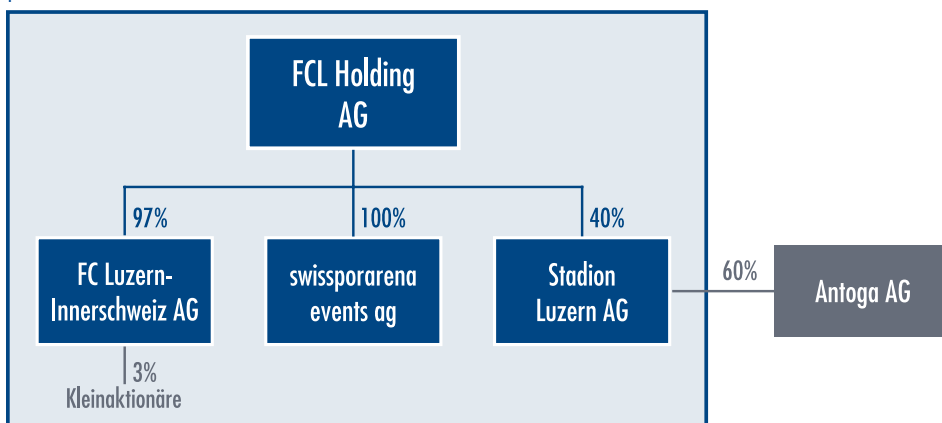 FCL Holding
AG
97%
100%
40%
FC Luzern-
Innerschweiz AG
swissporarena
events ag
Stadion
Luzern AG
60%
Antoga AG
3%
Kleinaktionäre